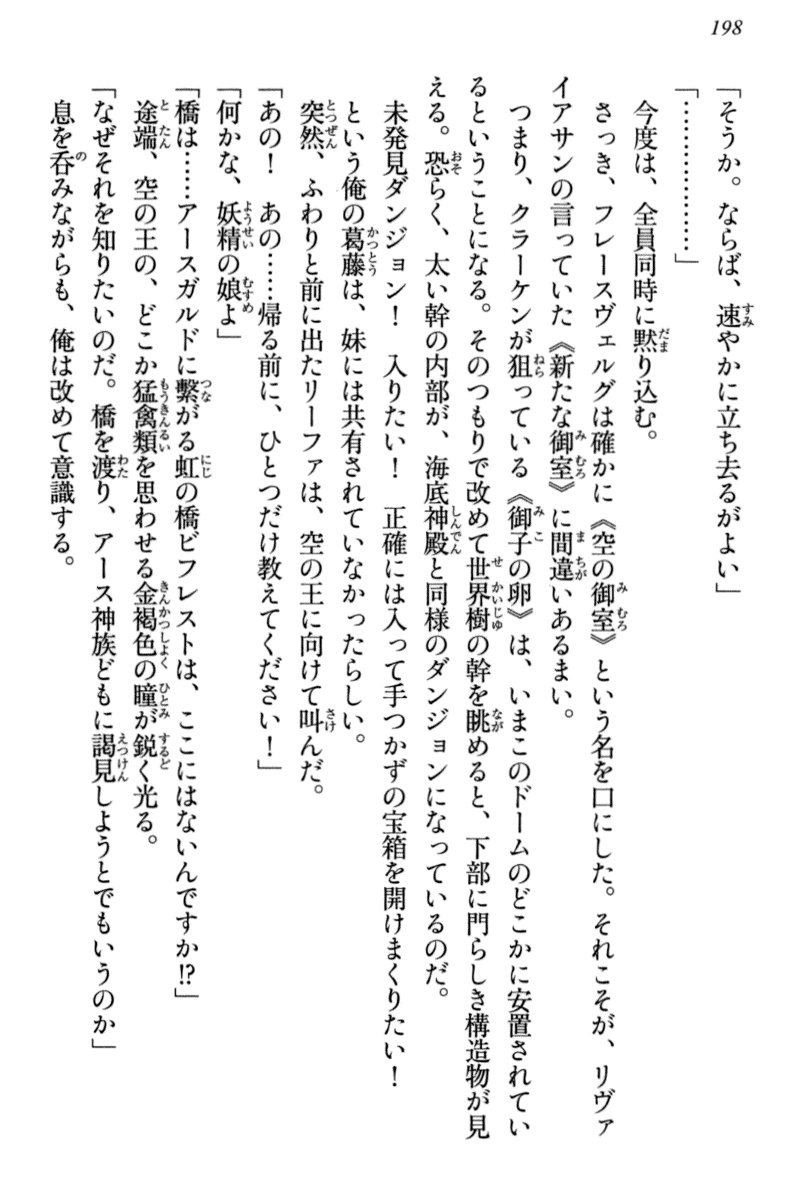 198
「そうか。ならば、速やかに立ち去るがよい」
「……………」
今度は、全員同時に黙り込む。
さっき、フレースヴェルグは確かに《空の御室》という名を口にした。それこそが、リヴァ
イアサンの言っていた《新たな御室》に間違いあるまい。
つまり、クラーケンが狙っている《御子の卵》は、いまこのドームのどこかに安置されてい
るということになる。そのつもりで改めて世界樹の幹を眺めると、下部に門らしき構造物が見
える。恐らく、太い幹の内部が、海底神殿と同様のダンジョンになっているのだ。
未発見ダンジョン！　入りたい！　正確には入って手つかずの宝箱を開けまくりたい！
という俺の葛藤は、妹には共有されていなかったらしい。
突然、ふわりと前に出たリーファは、空の王に向けて叫んだ。
「あの！　あの……帰る前に、ひとつだけ教えてください！」
「何かな、妖精の娘よ」
「橋は……アースガルドに繋がる虹の橋ビフレストは、ここにはないんですか!?」
途端、空の王の、どこか猛禽類を思わせる金褐色の瞳が鋭く光る。
「なぜそれを知りたいのだ。橋を渡り、アース神族どもに謁見しようとでもいうのか」
息を呑みながらも、俺は改めて意識する。